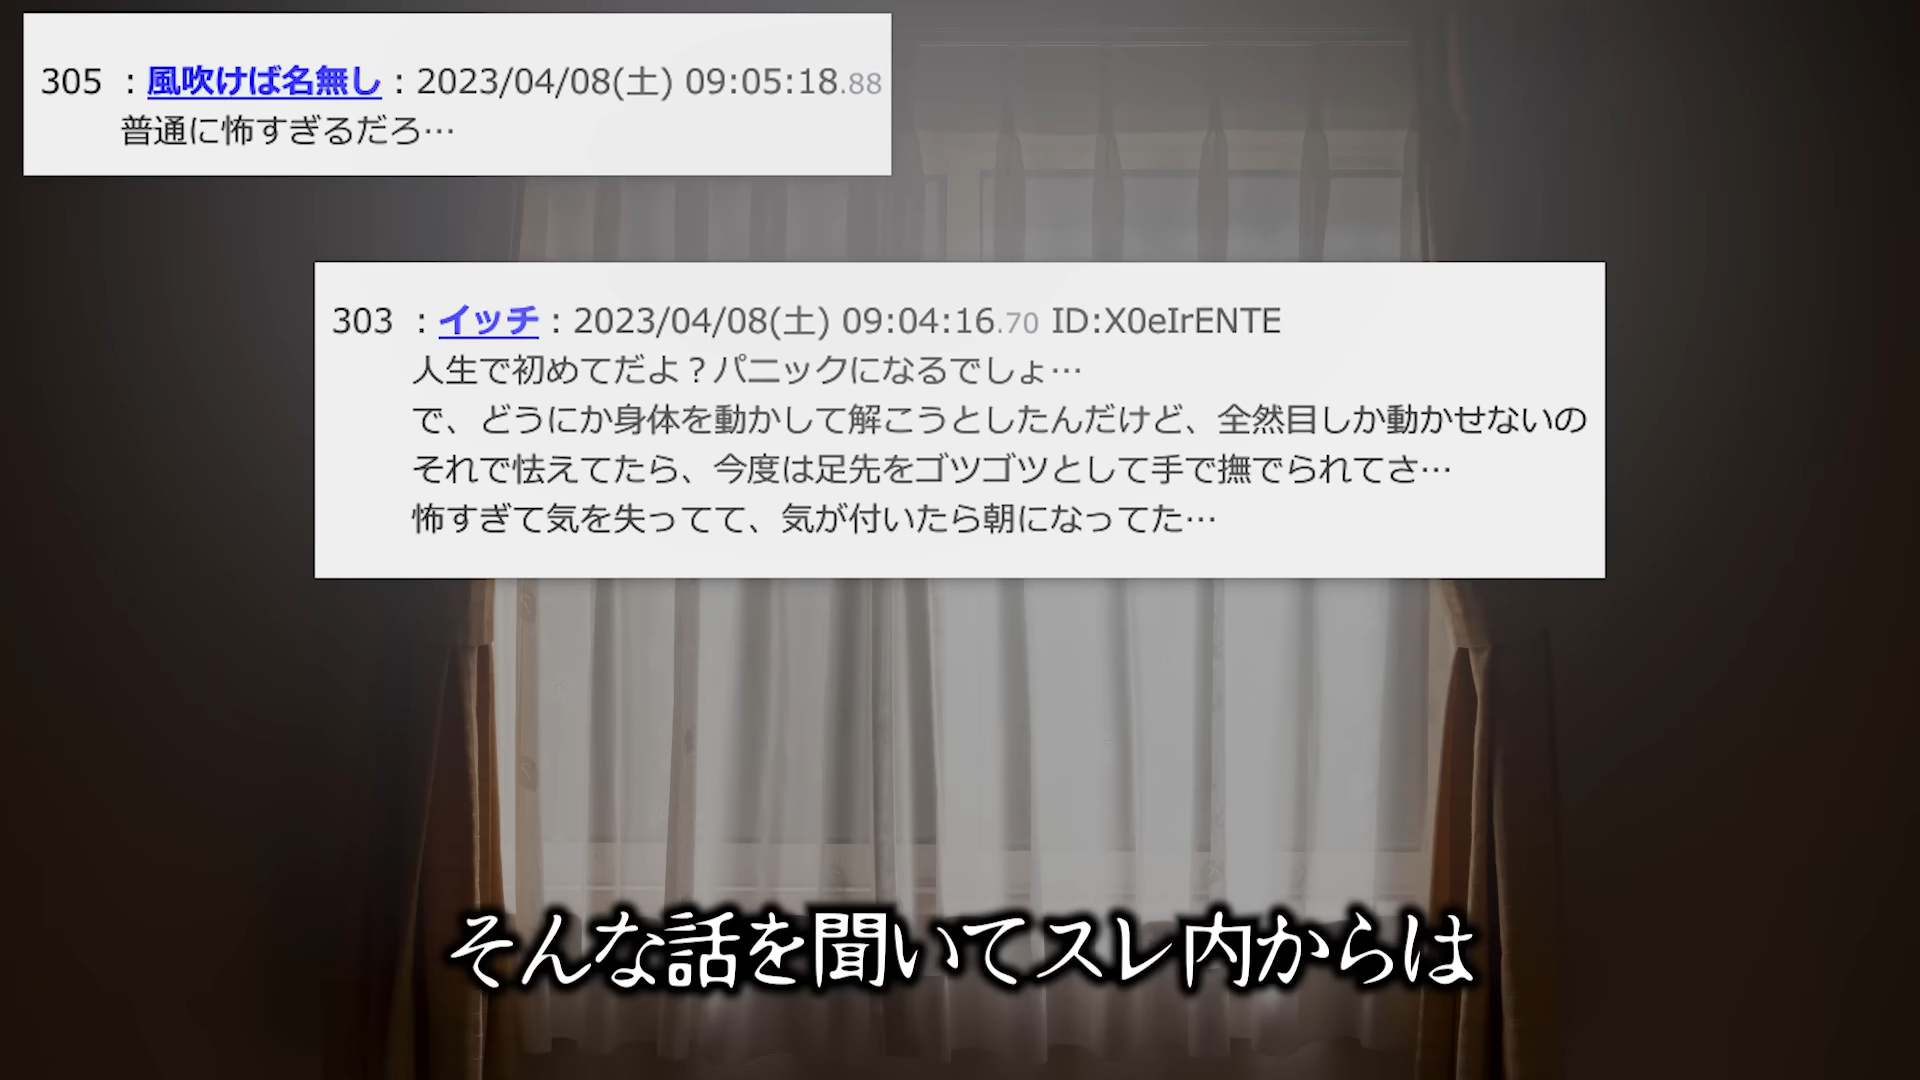 305 ：風吹けば名無し：2023/04/08(土) 09:05:18.88
普通に怖すぎるだろ…
303 ：イッチ：2023/04/08(土) 09:04:16.70 ID:X0eIrENTE
人生で初めてだよ？パニックになるでしょ…
で、どうにか身体を動かして解こうとしたんだけど、全然目しか動かせないの
それで怯えてたら、今度は足先をゴツゴツとして手で撫でられてさ…
怖すぎて気を失ってて、気が付いたら朝になってた…
そんな話を聞いてスレ内からは